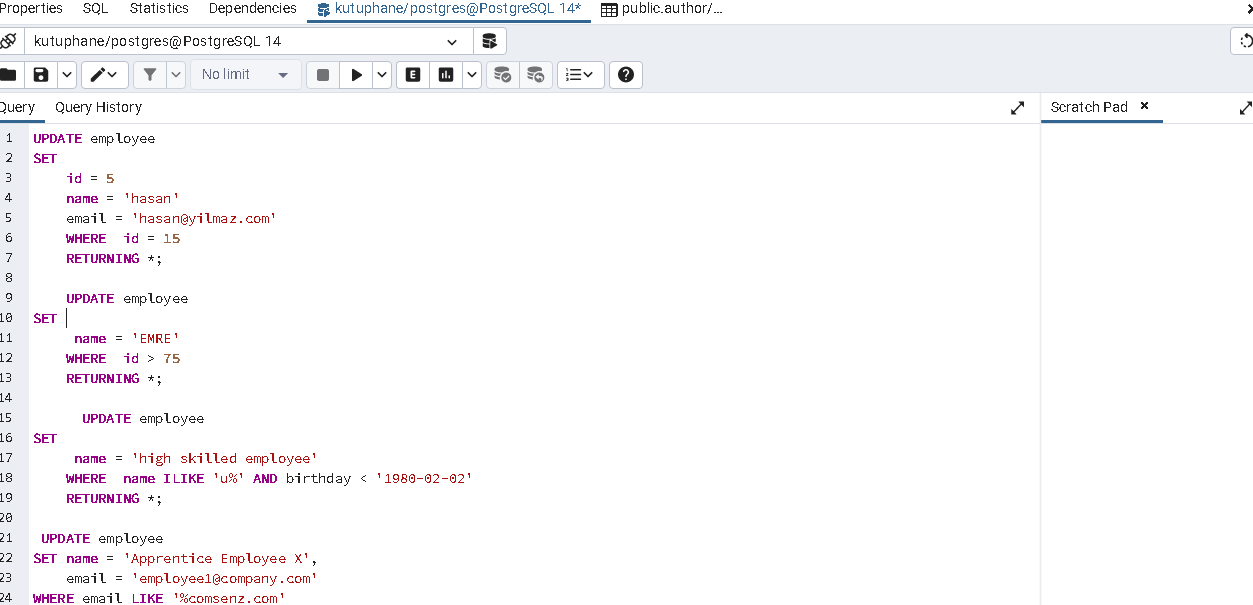 Properties SQL Statistics Dependencies kutuphane/postgres@PostgreSQL 14* public.author/...
kutuphane/postgres@PostgreSQL 14
No limit E
Query Query History Scratch Pad
1 UPDATE employee
2 SET
3 id = 5
4 name = 'hasan'
5 email = 'hasan@yilmaz.com'
6 WHERE id = 15
7 RETURNING *;
8
9 UPDATE employee
10 SET
11 name = 'EMRE'
12 WHERE id > 75
13 RETURNING *;
14
15 UPDATE employee
16 SET
17 name = 'high skilled employee'
18 WHERE name ILIKE 'u%' AND birthday < '1980-02-02'
19 RETURNING *;
20
21 UPDATE employee
22 SET name = 'Apprentice Employee X',
23 email = 'employee1@company.com'
24 WHERE email LIKE '%comsenz.com'